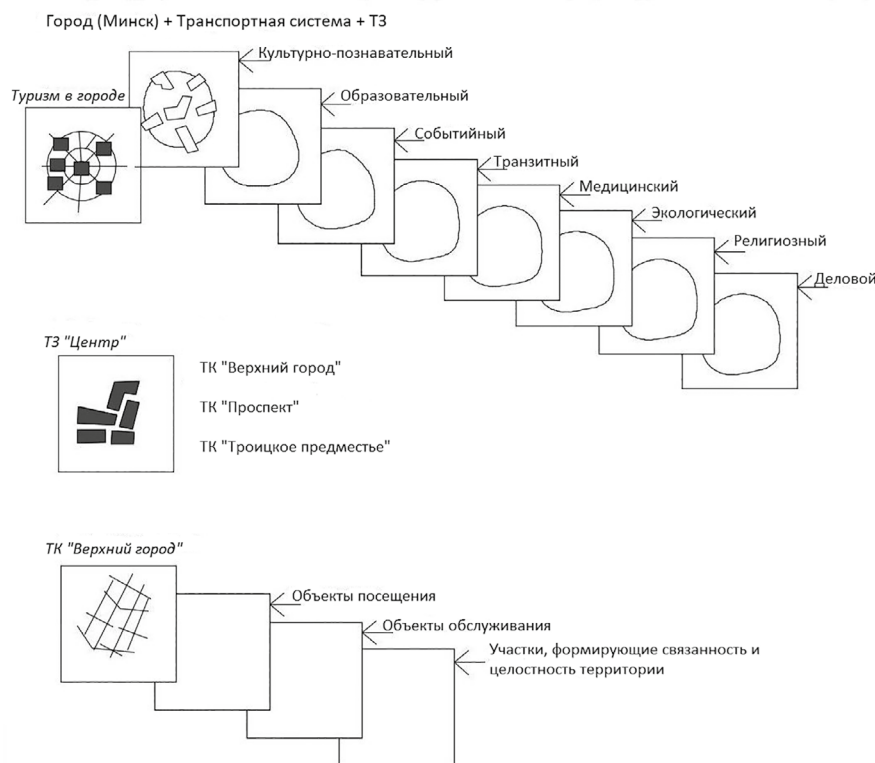 Город (Минск) + Транспортная система + ТЗ
Культурно-познавательный
Туризм в городе
Образовательный
Событийный
Транзитный
Медицинский
Экологический
Религиозный
Деловой
ТЗ "Центр"
ТК "Верхний город"
ТК "Проспект"
ТК "Троицкое предместье"
ТК "Верхний город"
Объекты посещения
Объекты обслуживания
Участки, формирующие связанность и
целостность территории